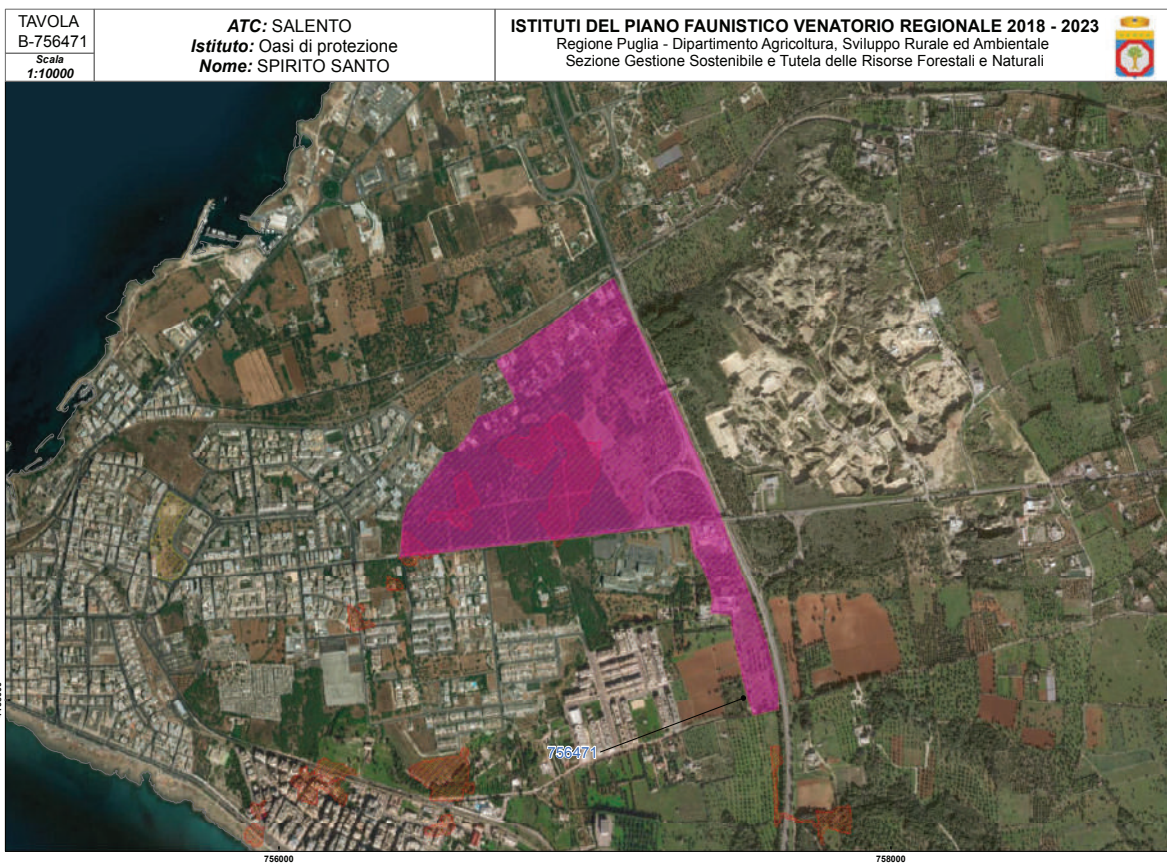 TAVOLA
B-756471
Scala
1:10000
ATC: SALENTO
Istituto: Oasi di protezione
Nome: SPIRITO SANTO
ISTITUTI DEL PIANO FAUNISTICO VENATORIO REGIONALE 2018 - 2023
Regione Puglia - Dipartimento Agricoltura, Sviluppo Rurale ed Ambientale
Sezione Gestione Sostenibile e Tutela delle Risorse Forestali e Naturali
756471
756000
758000